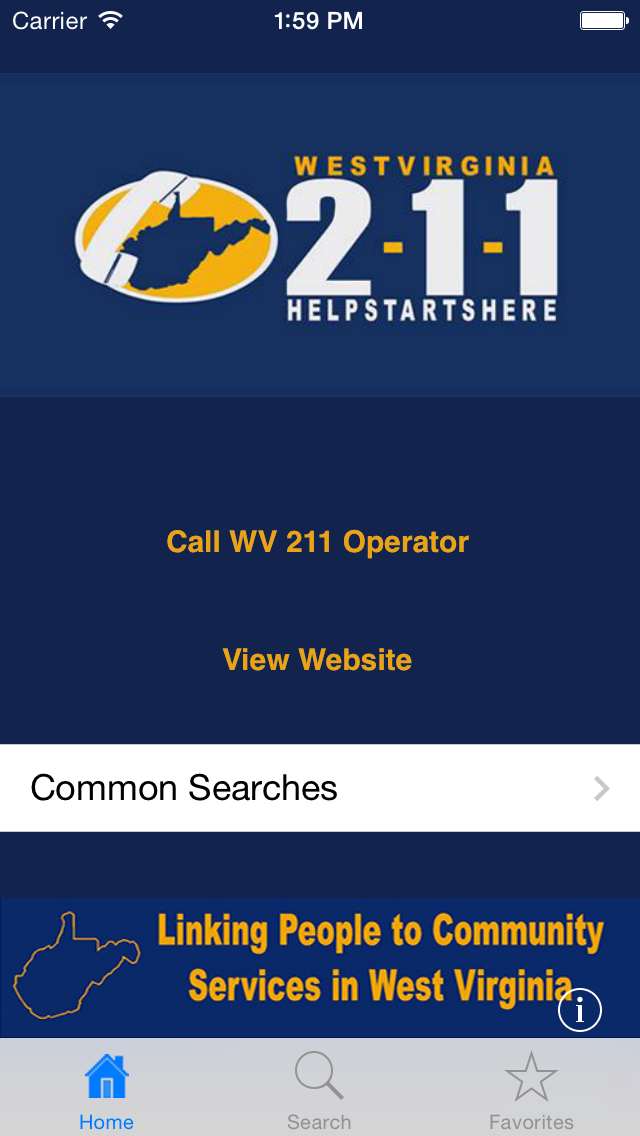 Carrier 1:59 PM
WESTVIRGINIA
2-1-1
HELPSTARTSHERE
Call WV 211 Operator
View Website
Common Searches
Linking People to Community
Services in West Virginia
i
Home Search Favorites